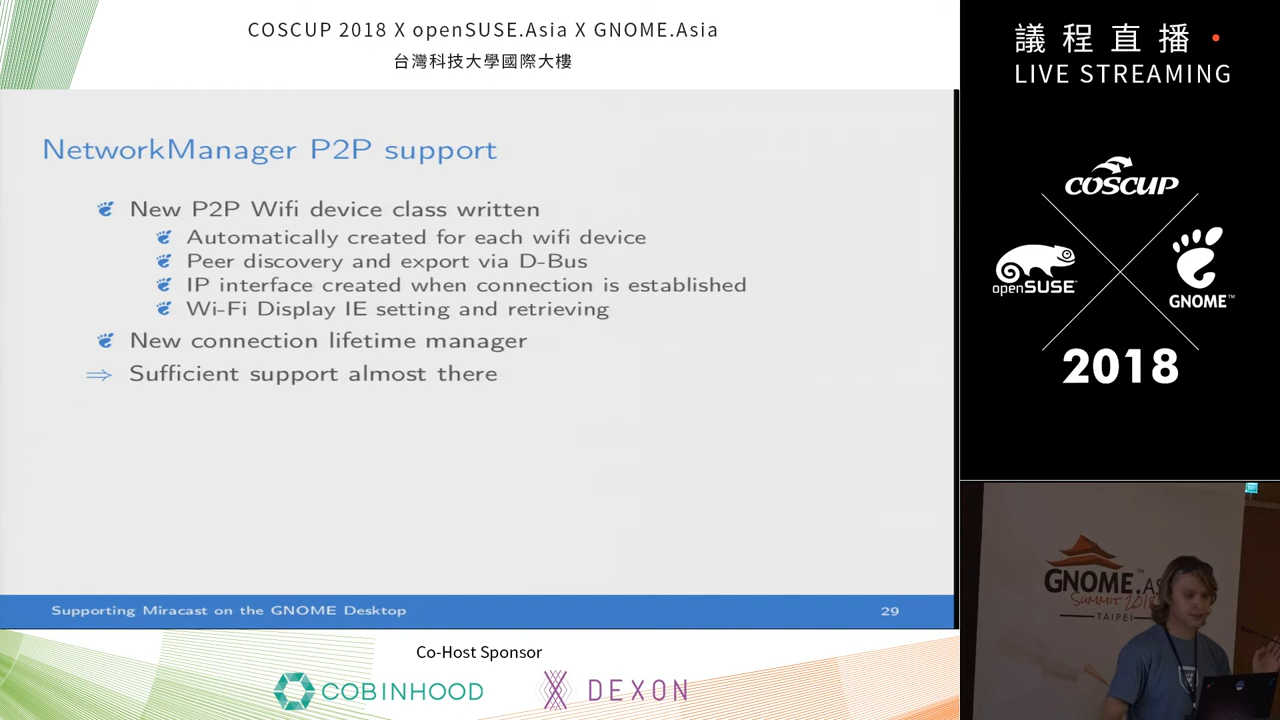 COSCUP 2018 X openSUSE.Asia X GNOME.Asia
台灣科技大學國際大樓
NetworkManager P2P support
New P2P Wifi device class written
Automatically created for each wifi device
Peer discovery and export via D-Bus
IP interface created when connection is established
Wi-Fi Display IE setting and retrieving
New connection lifetime manager
⇒ Sufficient support almost there
Supporting Miracast on the GNOME Desktop 29
Co-Host Sponsor
COBINHOOD DEXON
議程直播
LIVE STREAMING
COSCUP
openSUSE
GNOME™
2018
GNOME.AS
SUMMIT 2018
TAIPEI